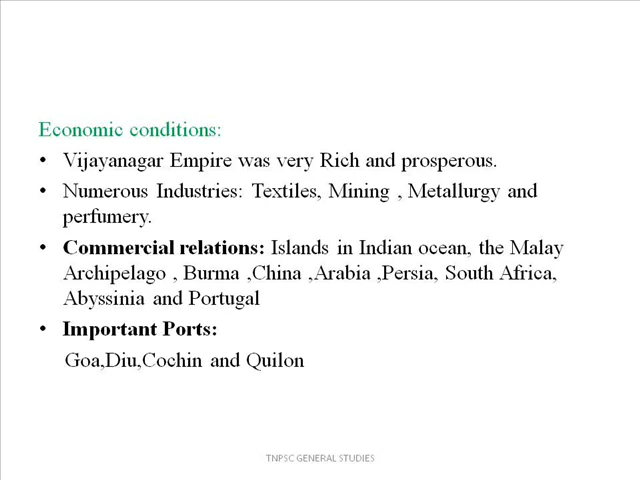 Economic conditions:
• Vijayanagar Empire was very Rich and prosperous.
• Numerous Industries: Textiles, Mining , Metallurgy and
perfumery.
• Commercial relations: Islands in Indian ocean, the Malay
Archipelago , Burma ,China ,Arabia ,Persia, South Africa,
Abyssinia and Portugal
• Important Ports:
Goa,Diu,Cochin and Quilon
TNPSC GENERAL STUDIES